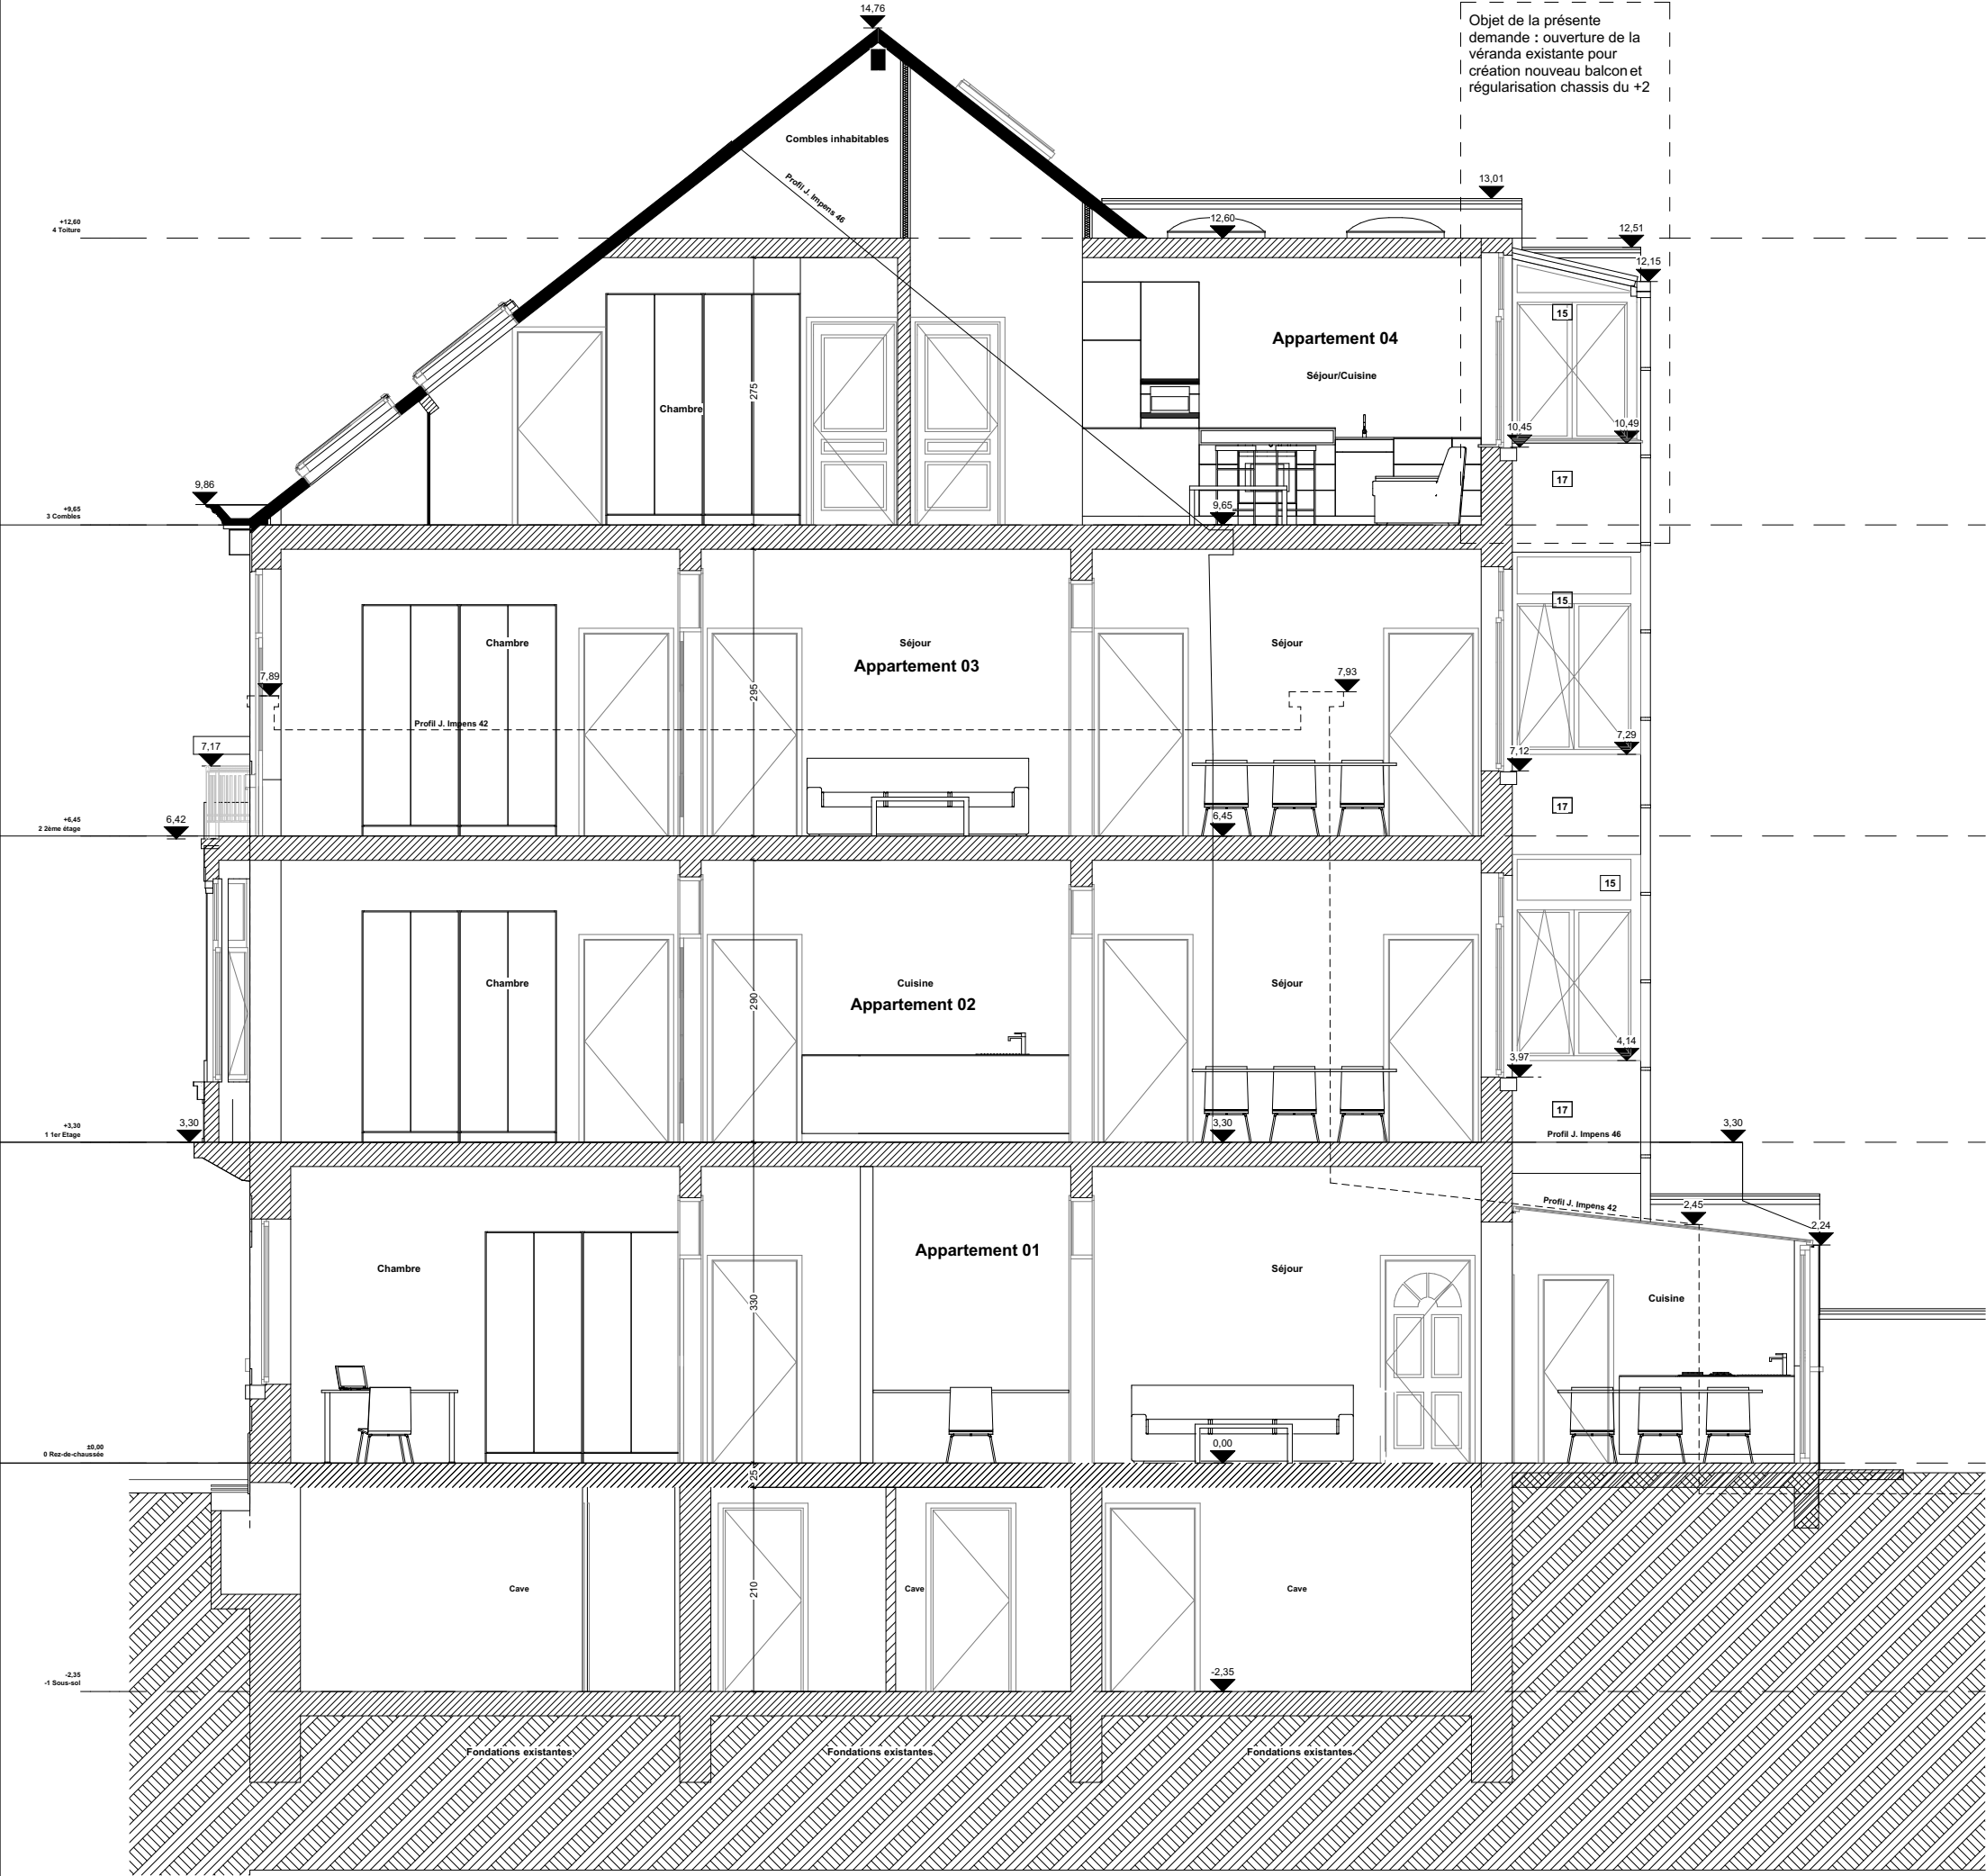 14,76
Objet de la présente
demande : ouverture de la
véranda existante pour
création nouveau balcon et
régularisation chassis du +2
Combles inhabitables
Profil J. Impens 46
13,01
12,60
+12,60
4 Toiture
12,51
12,15
15
Appartement 04
Séjour/Cuisine
275
Chambre
10,45
10,49
17
9,86
9,65
+9,65
3 Combles
15
Chambre
Séjour
Séjour
Appartement 03
7,89
7,93
295
Profil J. Impens 42
7,17
7,29
7,12
17
6,42
6,45
+6,45
2 2ème étage
15
Chambre
Cuisine
Séjour
Appartement 02
290
4,14
3,97
17
3,30
3,30
3,30
+3,30
1 1er Etage
Profil J. Impens 46
Profil J. Impens 42
2,45
2,24
Appartement 01
Chambre
Séjour
330
Cuisine
0,00
±0,00
0 Rez-de-chaussée
25
210
Cave
Cave
Cave
-2,35
-2,35
-1 Sous-sol
Fondations existantes
Fondations existantes
Fondations existantes